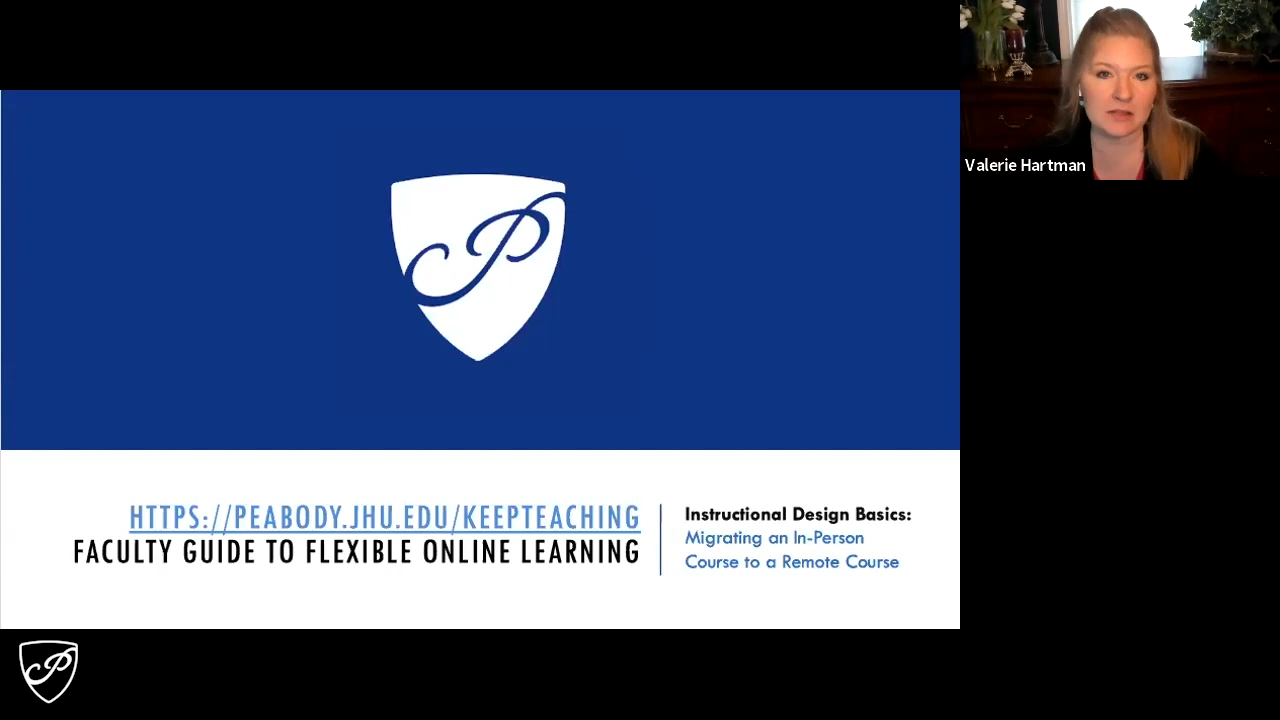 Valerie Hartman
HTTPS://PEABODY.JHU.EDU/KEEPTEACHING
FACULTY GUIDE TO FLEXIBLE ONLINE LEARNING
Instructional Design Basics:
Migrating an In-Person
Course to a Remote Course
P
P